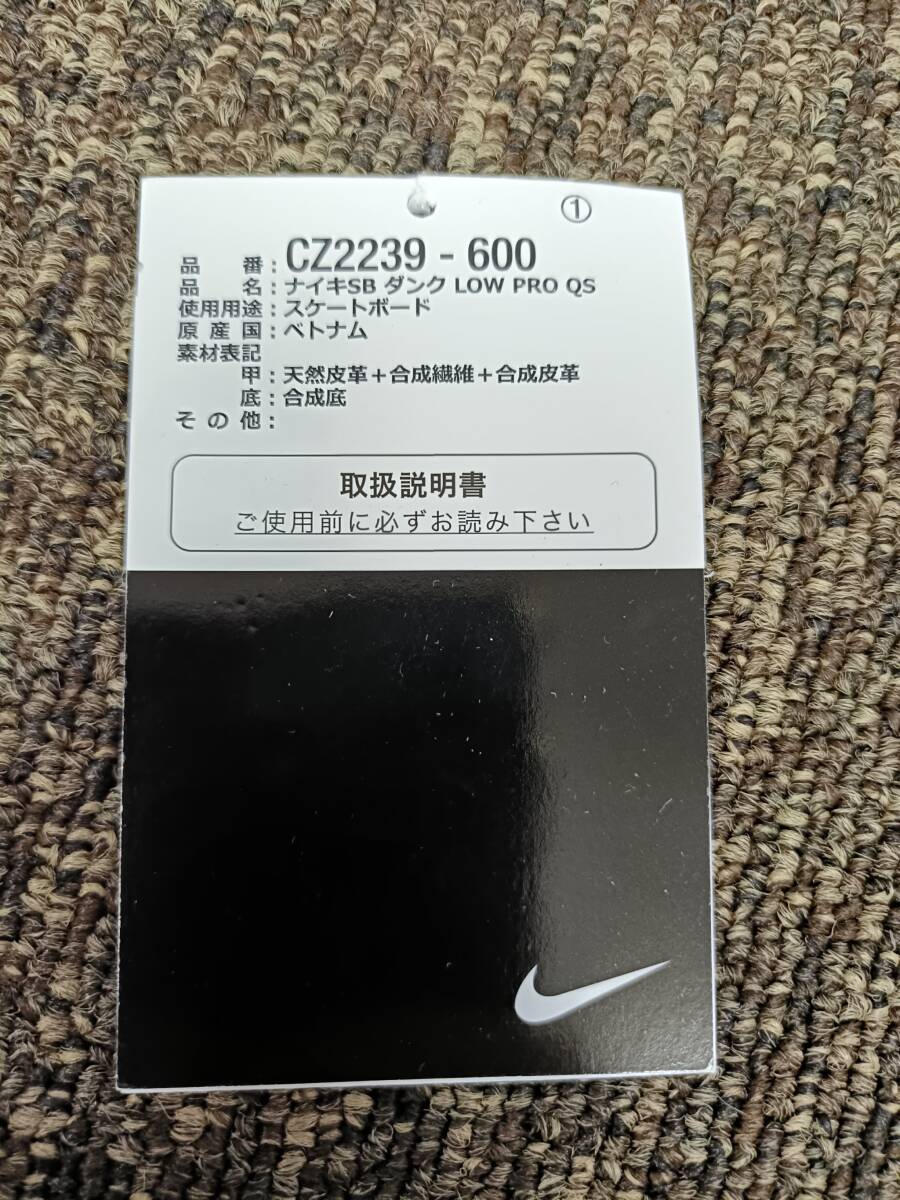 ①
品番：CZ2239 - 600
品名：ナイキSB ダンク LOW PRO QS
使用用途：スケートボード
原産国：ベトナム
素材表記
甲：天然皮革＋合成繊維＋合成皮革
底：合成底
その他：
取扱説明書
ご使用前に必ずお読み下さい